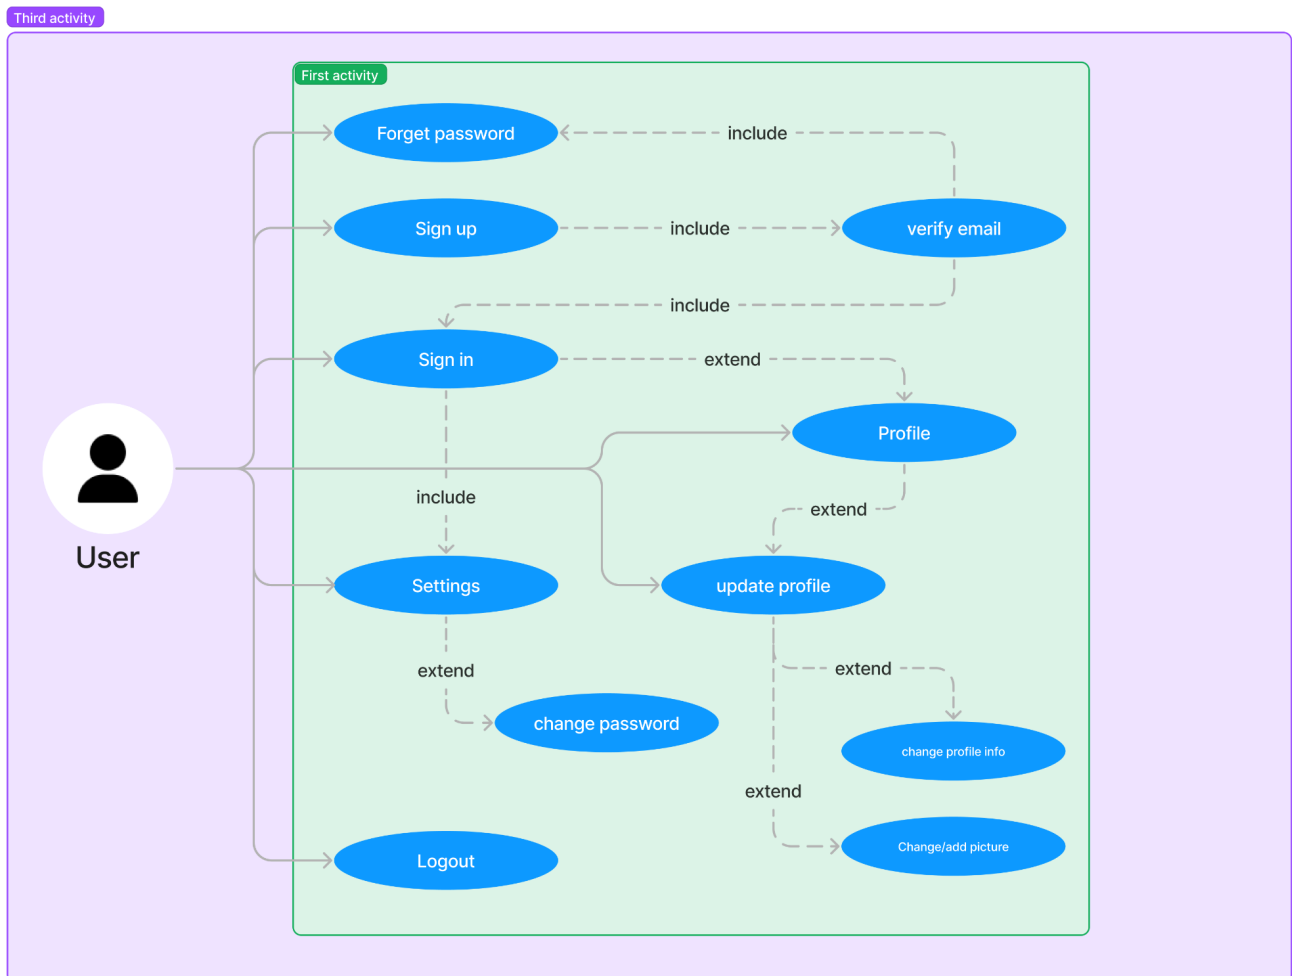 Third activity
First activity
Forget password
include
Sign up
include
verify email
include
Sign in
extend
Profile
include
extend
User
Settings
update profile
extend
extend
change password
change profile info
extend
Change/add picture
Logout